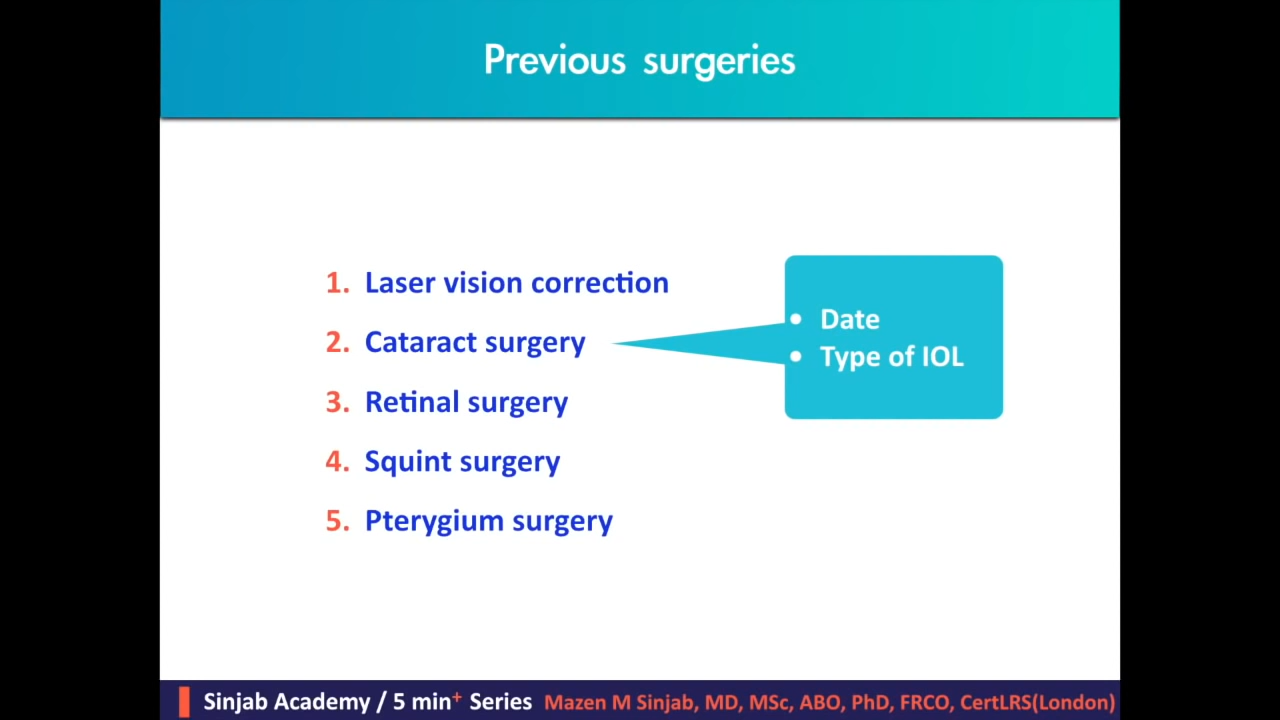 Previous surgeries
1. Laser vision correction
2. Cataract surgery
• Date
• Type of IOL
3. Retinal surgery
4. Squint surgery
5. Pterygium surgery
Sinjab Academy / 5 min+ Series Mazen M Sinjab, MD, MSc, ABO, PhD, FRCO, CertLRS(London)